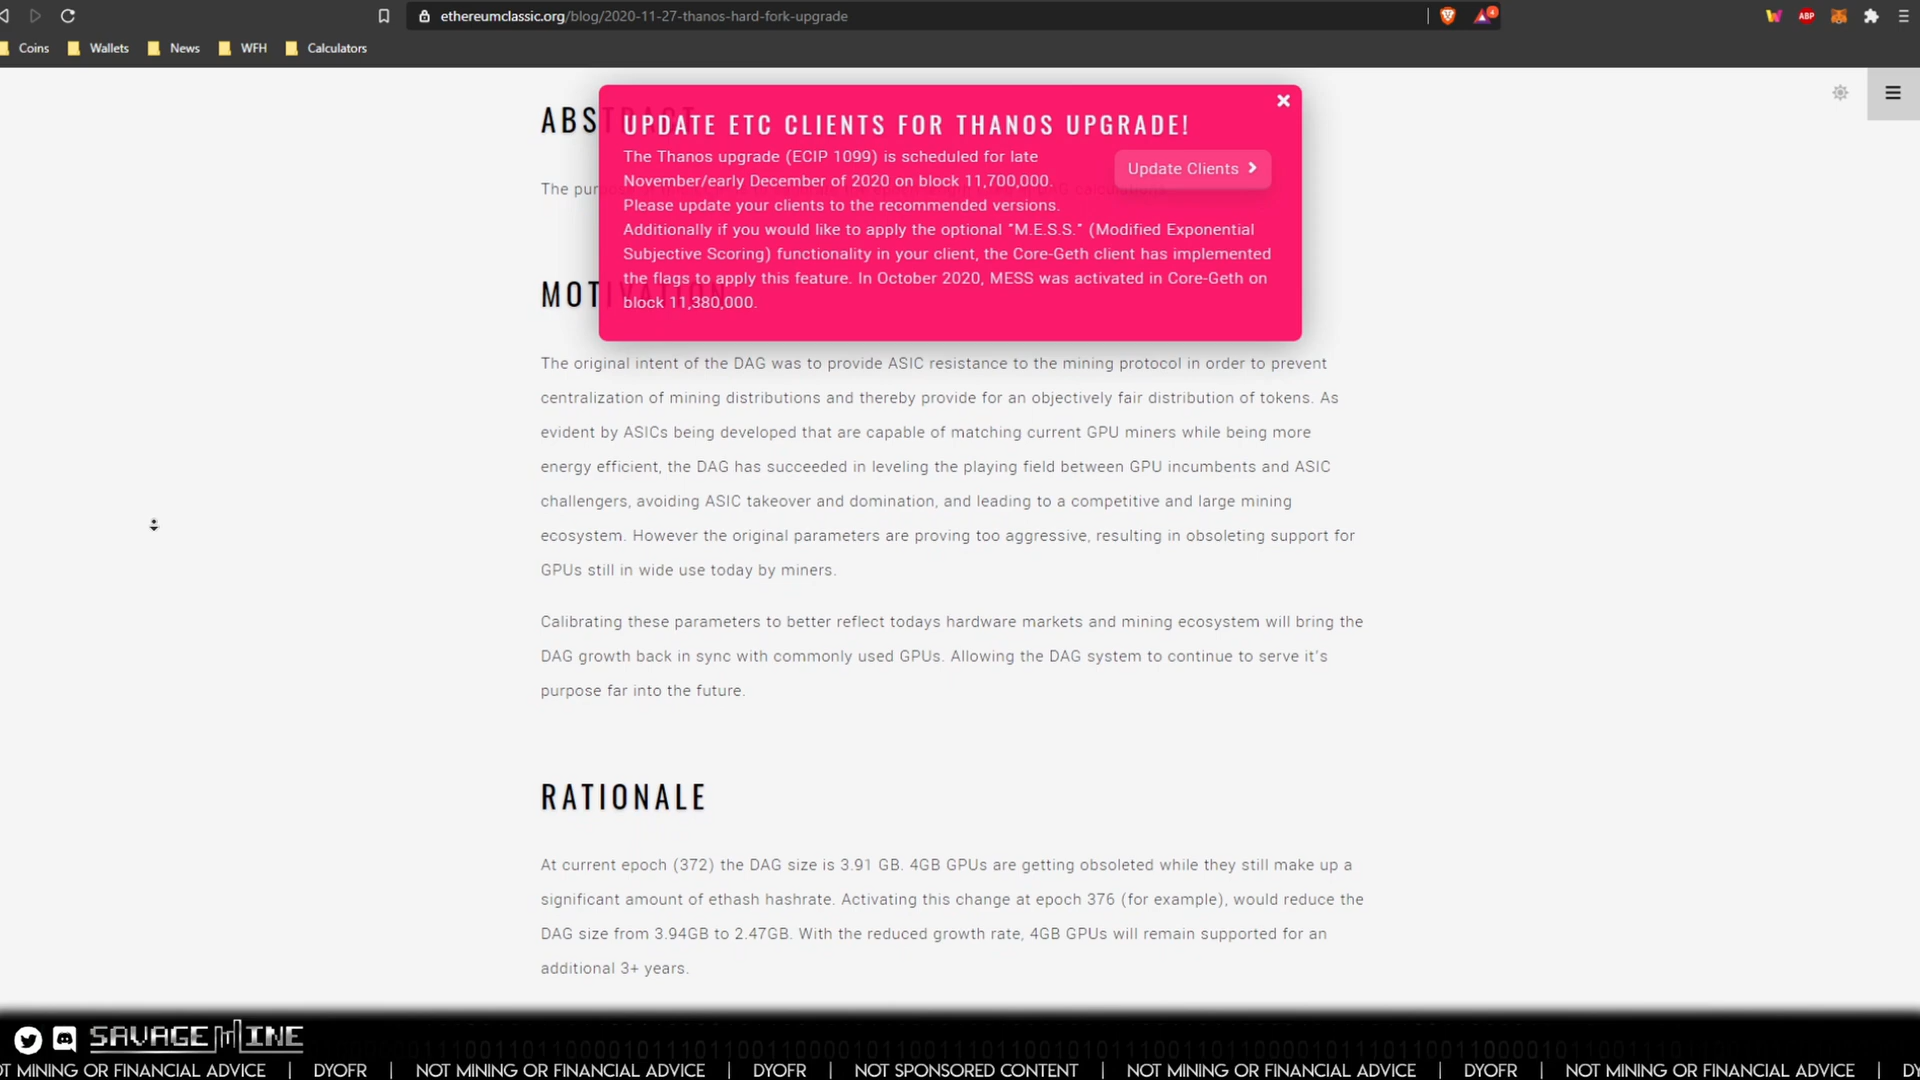 ethereumclassic.org/blog/2020-11-27-thanos-hard-fork-upgrade
4
ABP
Coins
Wallets
News
WFH
Calculators
ABSTRACT
UPDATE ETC CLIENTS FOR THANOS UPGRADE!
The Thanos upgrade (ECIP 1099) is scheduled for late
November/early December of 2020 on block 11,700,000.
Please update your clients to the recommended versions.
Additionally if you would like to apply the optional "M.E.S.S." (Modified Exponential
Subjective Scoring) functionality in your client, the Core-Geth client has implemented
the flags to apply this feature. In October 2020, MESS was activated in Core-Geth on
block 11,380,000.
Update Clients
The
MOTIVATION
The original intent of the DAG was to provide ASIC resistance to the mining protocol in order to prevent
centralization of mining distributions and thereby provide for an objectively fair distribution of tokens. As
evident by ASICs being developed that are capable of matching current GPU miners while being more
energy efficient, the DAG has succeeded in leveling the playing field between GPU incumbents and ASIC
challengers, avoiding ASIC takeover and domination, and leading to a competitive and large mining
ecosystem. However the original parameters are proving too aggressive, resulting in obsoleting support for
GPUs still in wide use today by miners.
Calibrating these parameters to better reflect todays hardware markets and mining ecosystem will bring the
DAG growth back in sync with commonly used GPUs. Allowing the DAG system to continue to serve it's
purpose far into the future.
RATIONALE
At current epoch (372) the DAG size is 3.91 GB. 4GB GPUs are getting obsoleted while they still make up a
significant amount of ethash hashrate. Activating this change at epoch 376 (for example), would reduce the
DAG size from 3.94GB to 2.47GB. With the reduced growth rate, 4GB GPUs will remain supported for an
additional 3+ years.
SAVAGEMINE
OT MINING OR FINANCIAL ADVICE | DYOFR | NOT MINING OR FINANCIAL ADVICE | DYOFR | NOT SPONSORED CONTENT | NOT MINING OR FINANCIAL ADVICE | DYOFR | NOT MINING OR FINANCIAL ADVICE | DY